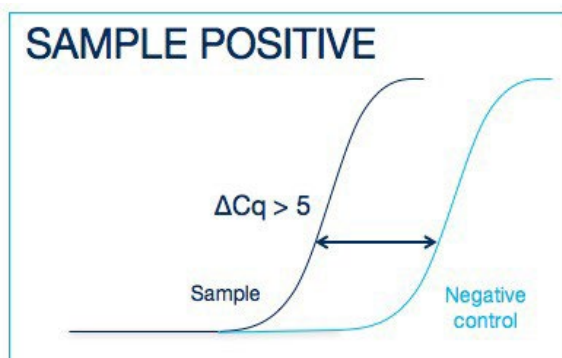 SAMPLE POSITIVE
ΔCq > 5
Sample
Negative
control